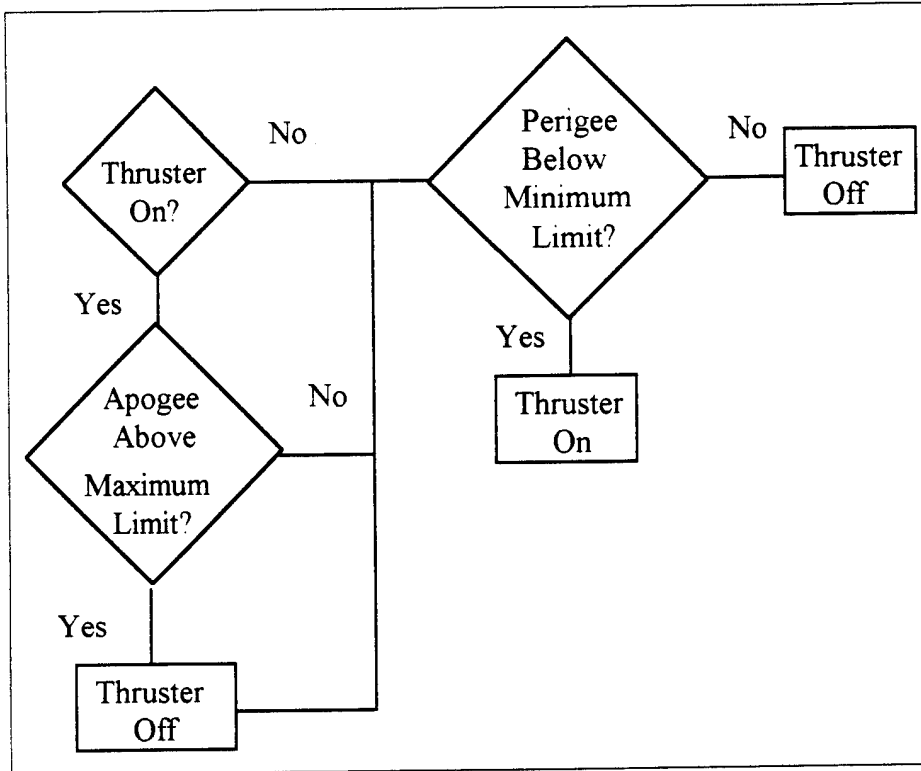 Thruster
On?
No
Yes
Apogee
Above
Maximum
Limit?
No
Yes
Thruster
Off
Perigee
Below
Minimum
Limit?
No
Thruster
Off
Yes
Thruster
On